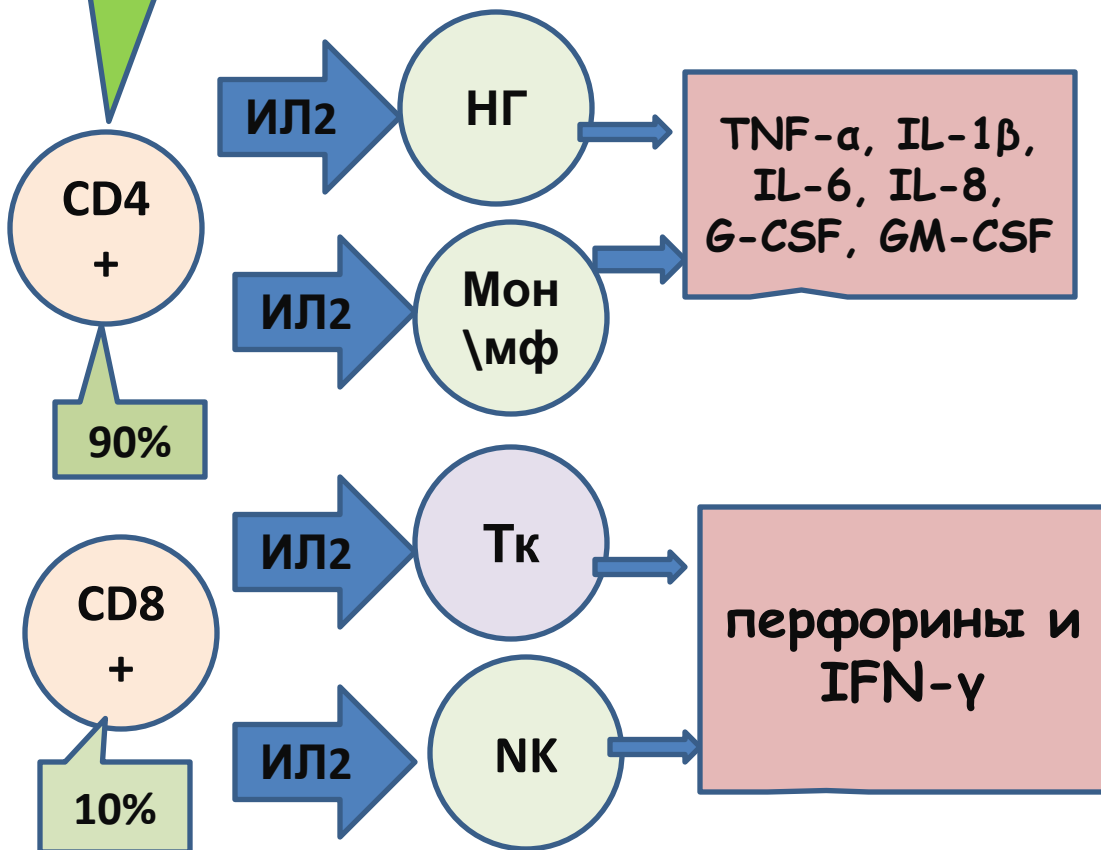 CD4
+
90%
CD8
+
10%
ИЛ2
НГ
ИЛ2
Мон
\мф
ИЛ2
Тк
ИЛ2
NK
TNF-α, IL-1β,
IL-6, IL-8,
G-CSF, GM-CSF
перфорины и
IFN-γ